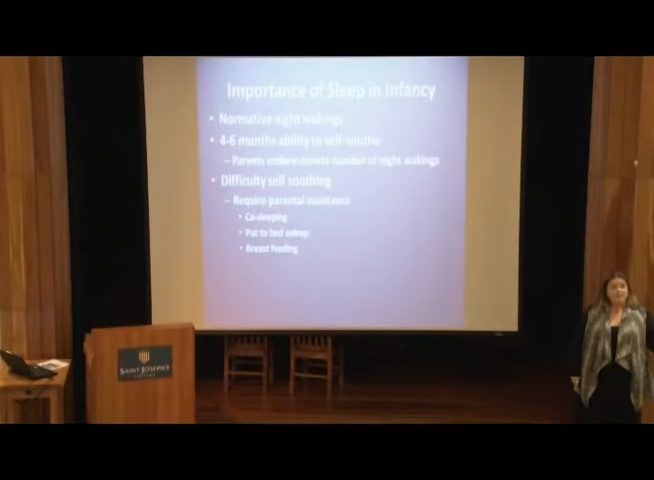 Importance of Sleep in Infancy
• Normative night wakings
• 4-6 months ability to self-soothe
– Parents underestimate number of night wakings
• Difficulty self soothing
– Require parental assistance
• Co-sleeping
• Put to bed asleep
• Breast feeding
SAINT JOSEPH'S
COLLEGE